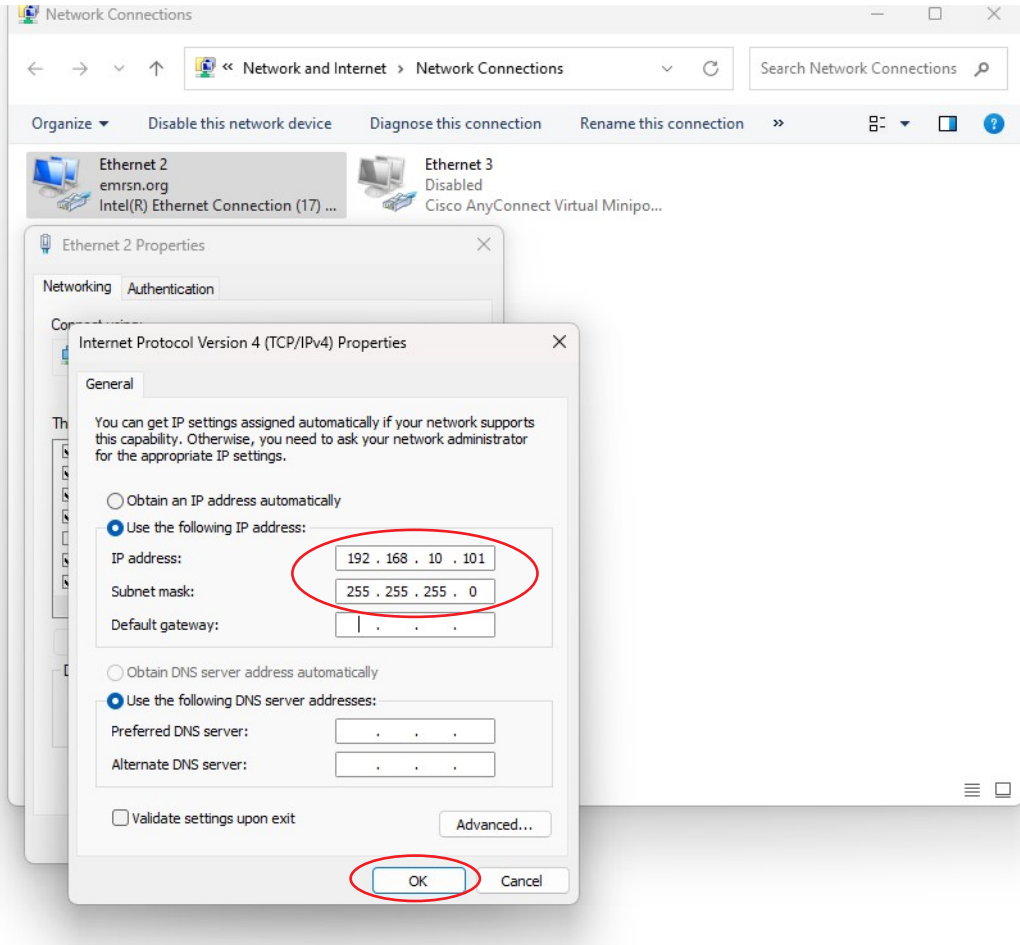 Network Connections
« Network and Internet › Network Connections
Search Network Connections
Organize
Disable this network device
Diagnose this connection
Rename this connection
»
?
Ethernet 2
emrsn.org
Intel(R) Ethernet Connection (17) ...
Ethernet 3
Disabled
Cisco AnyConnect Virtual Minipo...
Ethernet 2 Properties
Networking
Authentication
Internet Protocol Version 4 (TCP/IPv4) Properties
General
You can get IP settings assigned automatically if your network supports
this capability. Otherwise, you need to ask your network administrator
for the appropriate IP settings.
Obtain an IP address automatically
Use the following IP address:
IP address:
192 . 168 . 10 . 101
Subnet mask:
255 . 255 . 255 . 0
Default gateway:
. . .
Obtain DNS server address automatically
Use the following DNS server addresses:
Preferred DNS server:
. . .
Alternate DNS server:
. . .
Validate settings upon exit
Advanced...
OK
Cancel